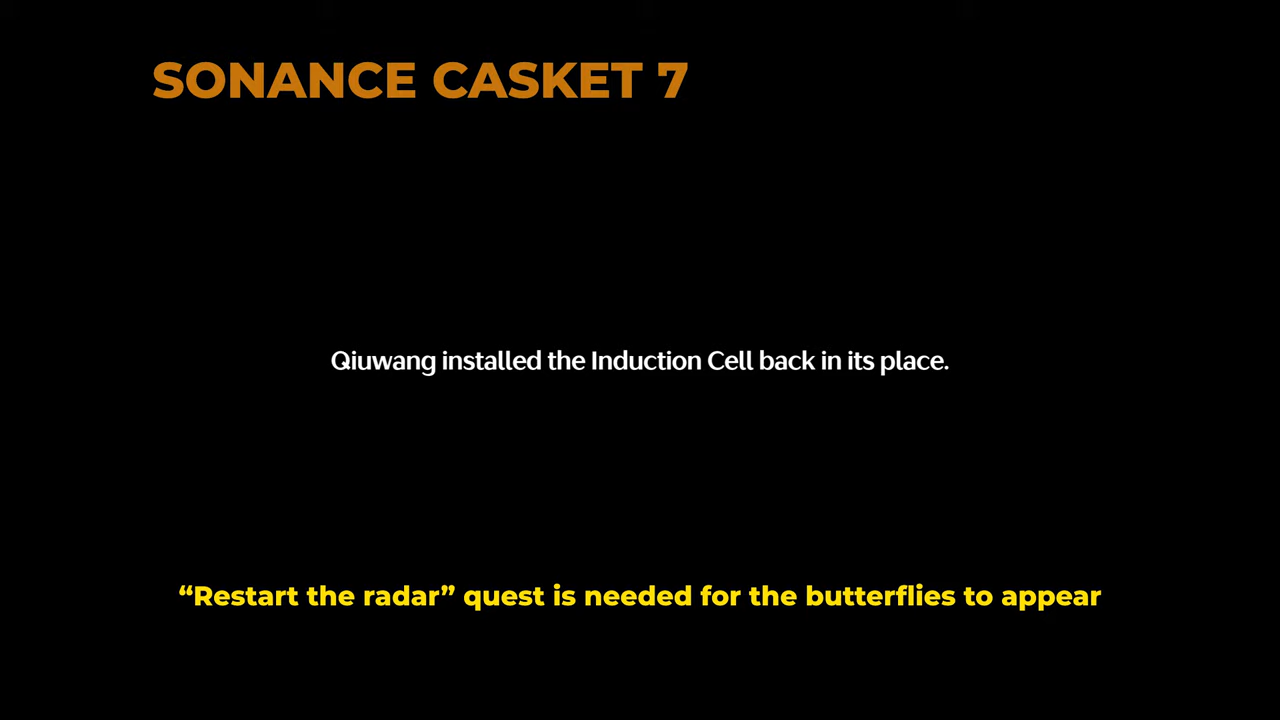 SONANCE CASKET 7
Qiuwang installed the Induction Cell back in its place.
“Restart the radar” quest is needed for the butterflies to appear